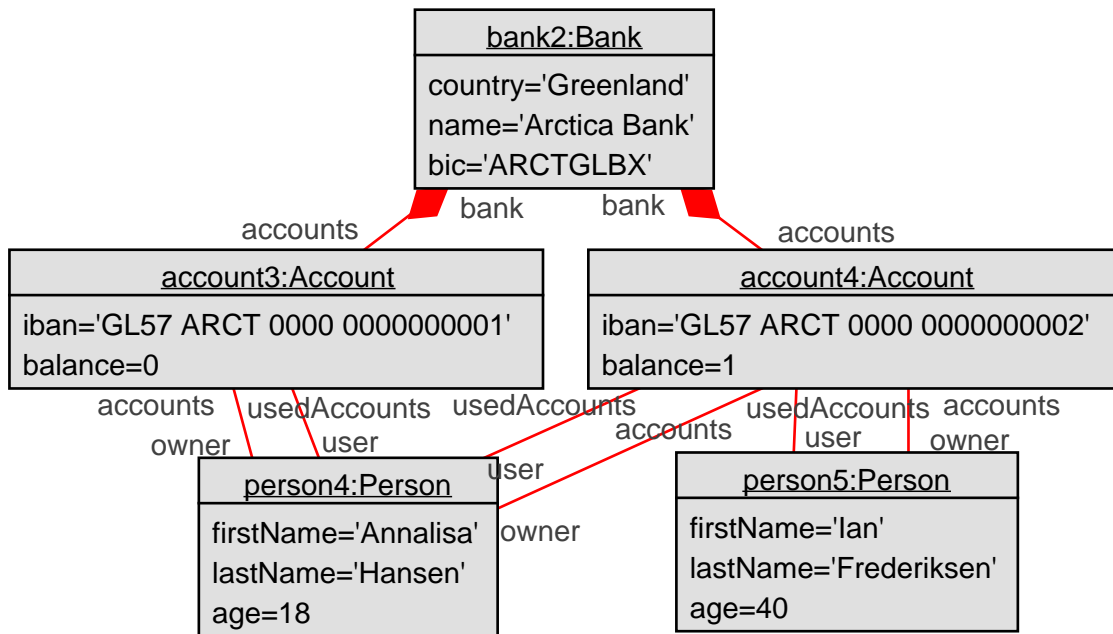 bank2:Bank
country='Greenland'
name='Arctica Bank'
bic='ARCTGLBX'
bank
bank
accounts
accounts
account3:Account
iban='GL57 ARCT 0000 0000000001'
balance=0
account4:Account
iban='GL57 ARCT 0000 0000000002'
balance=1
accounts
usedAccounts
usedAccounts
accounts
usedAccounts
accounts
owner
user
user
owner
user
owner
person4:Person
firstName='Annalisa'
lastName='Hansen'
age=18
person5:Person
firstName='Ian'
lastName='Frederiksen'
age=40